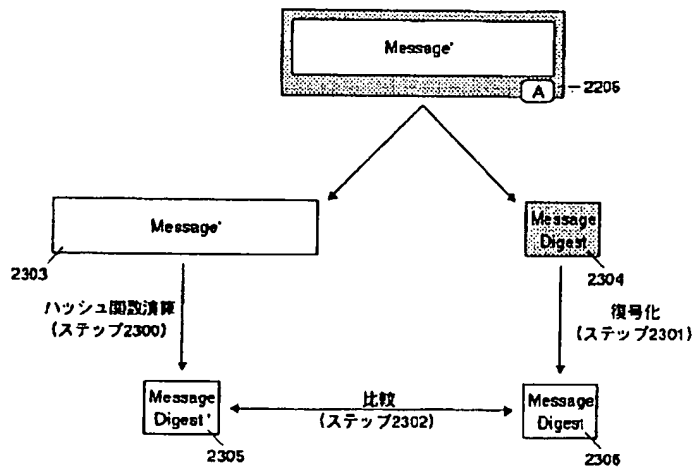 Message'
A
2206
Message'
2303
Message
Digest
2304
ハッシュ関数演算
(ステップ2300)
復号化
(ステップ2301)
Message
Digest'
2305
比較
(ステップ2302)
Message
Digest
2306